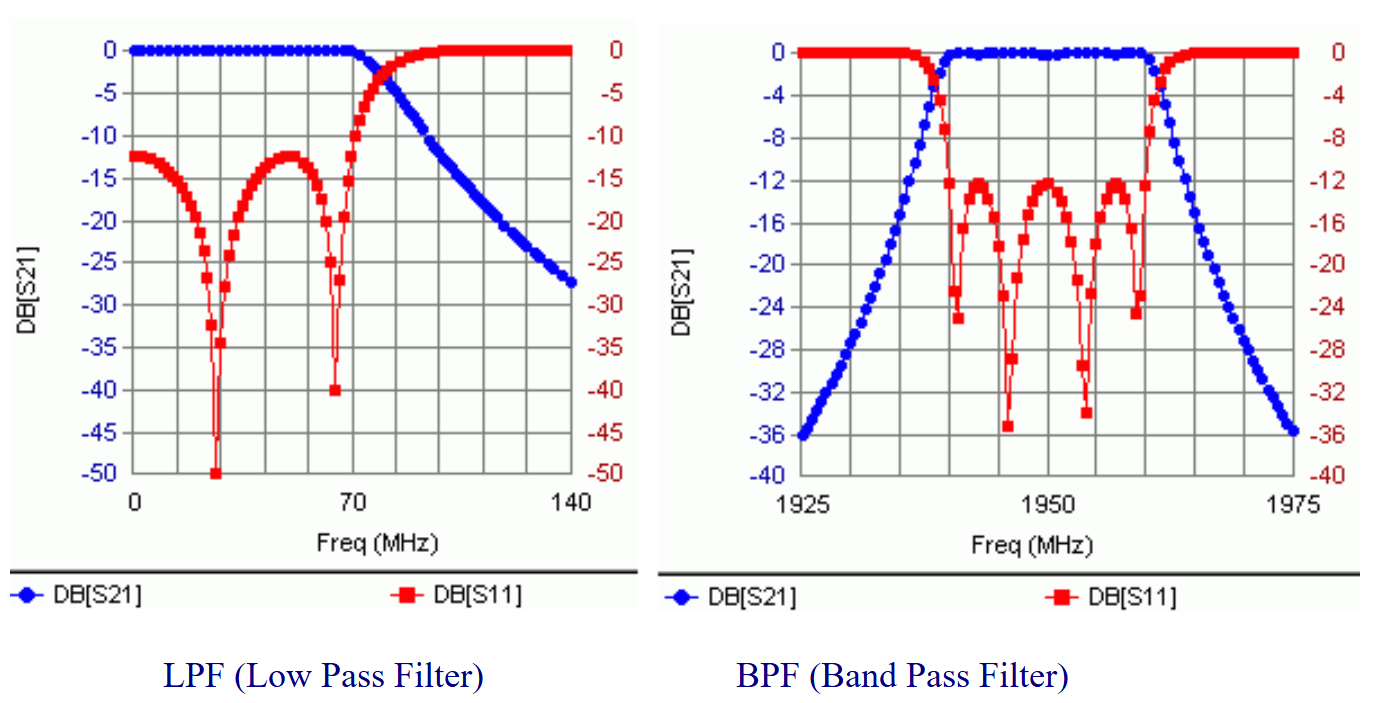 0 0
-5 -5
-10 -10
-15 -15
-20 -20
-25 -25
-30 -30
-35 -35
-40 -40
-45 -45
-50 -50
DB[S21]
0 70 140
Freq (MHz)
DB[S21] DB[S11]
LPF (Low Pass Filter)
0 0
-4 -4
-8 -8
-12 -12
-16 -16
-20 -20
-24 -24
-28 -28
-32 -32
-36 -36
-40 -40
DB[S21]
1925 1950 1975
Freq (MHz)
DB[S21] DB[S11]
BPF (Band Pass Filter)